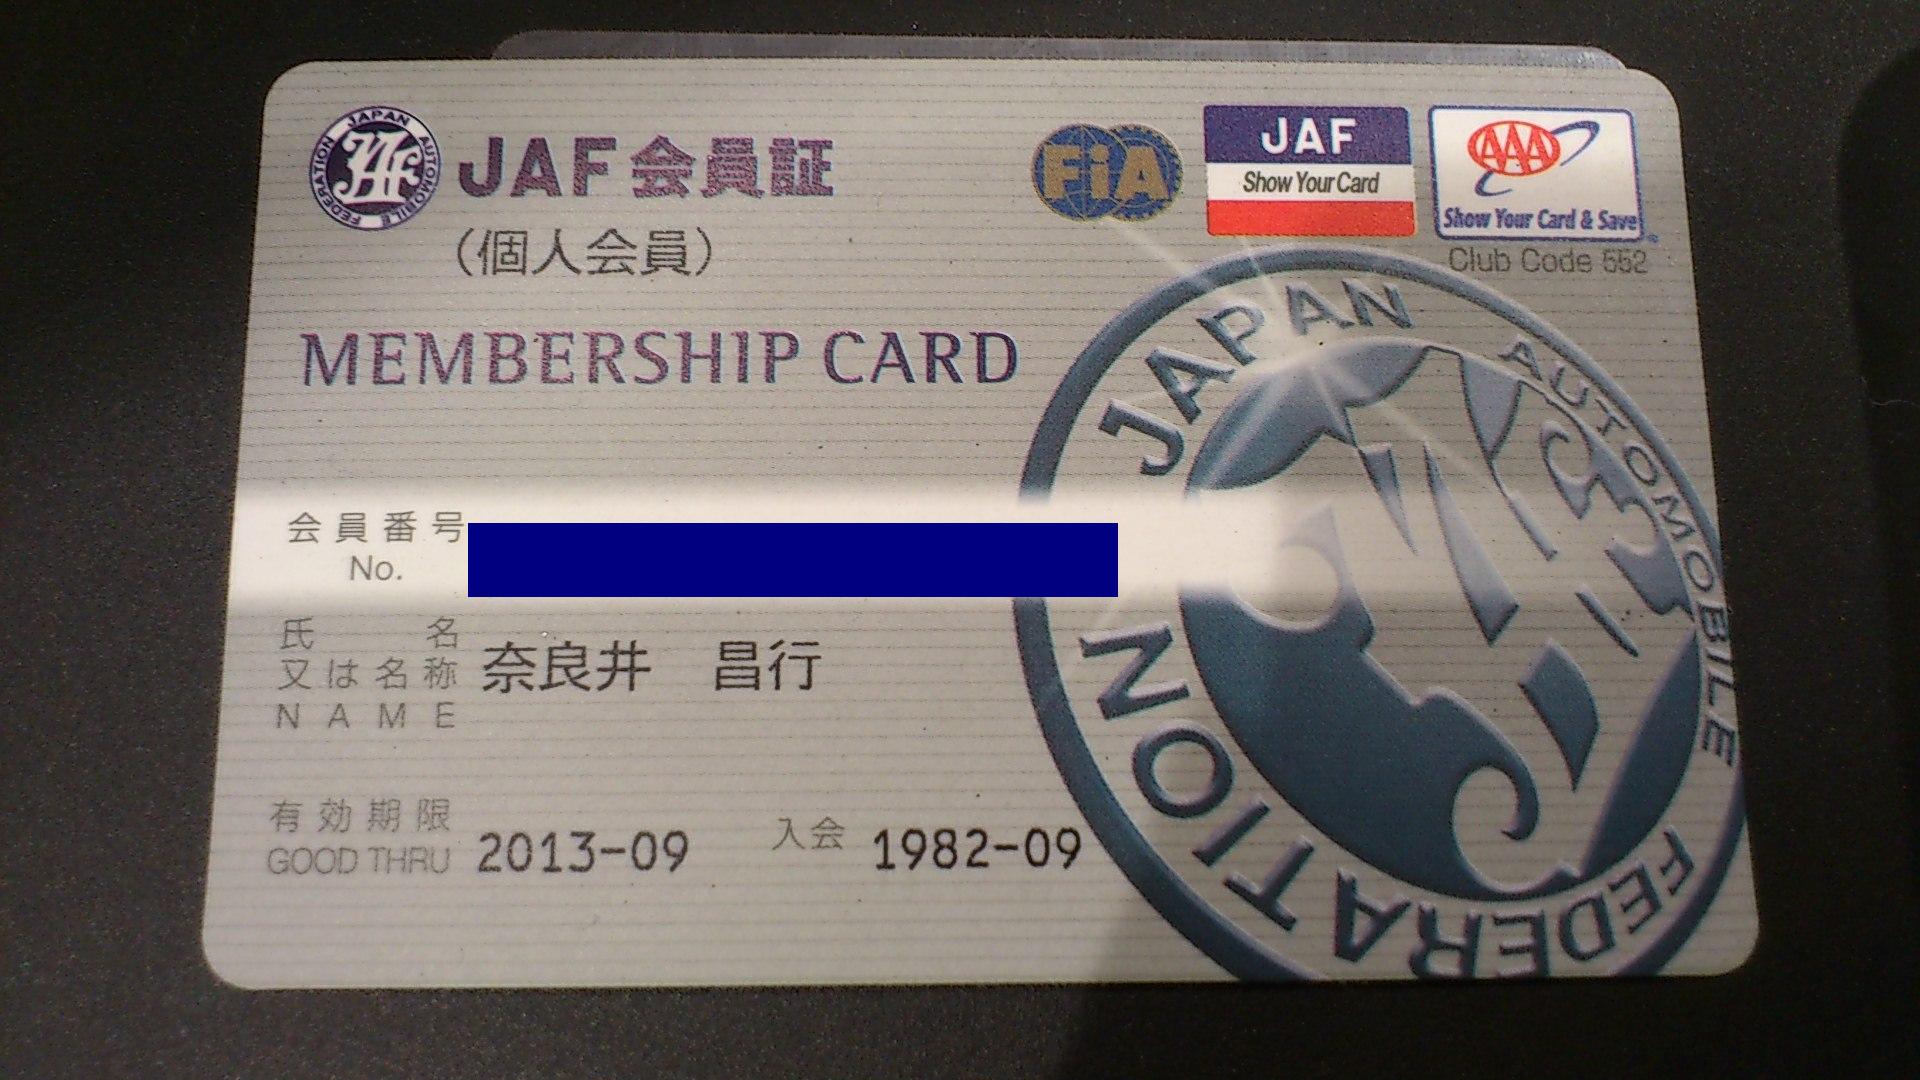 JAPAN AUTOMOBILE FEDERATION
JAF
JAF 会員証
(個人会員)
FiA
JAF
Show Your Card
AAA
Show Your Card & Save
Club Code 552
MEMBERSHIP CARD
JAPAN AUTOMOBILE FEDERATION
会員番号
No.
氏名
又は名称
NAME
奈良井 昌行
有効期限
GOOD THRU
2013-09
入会 1982-09